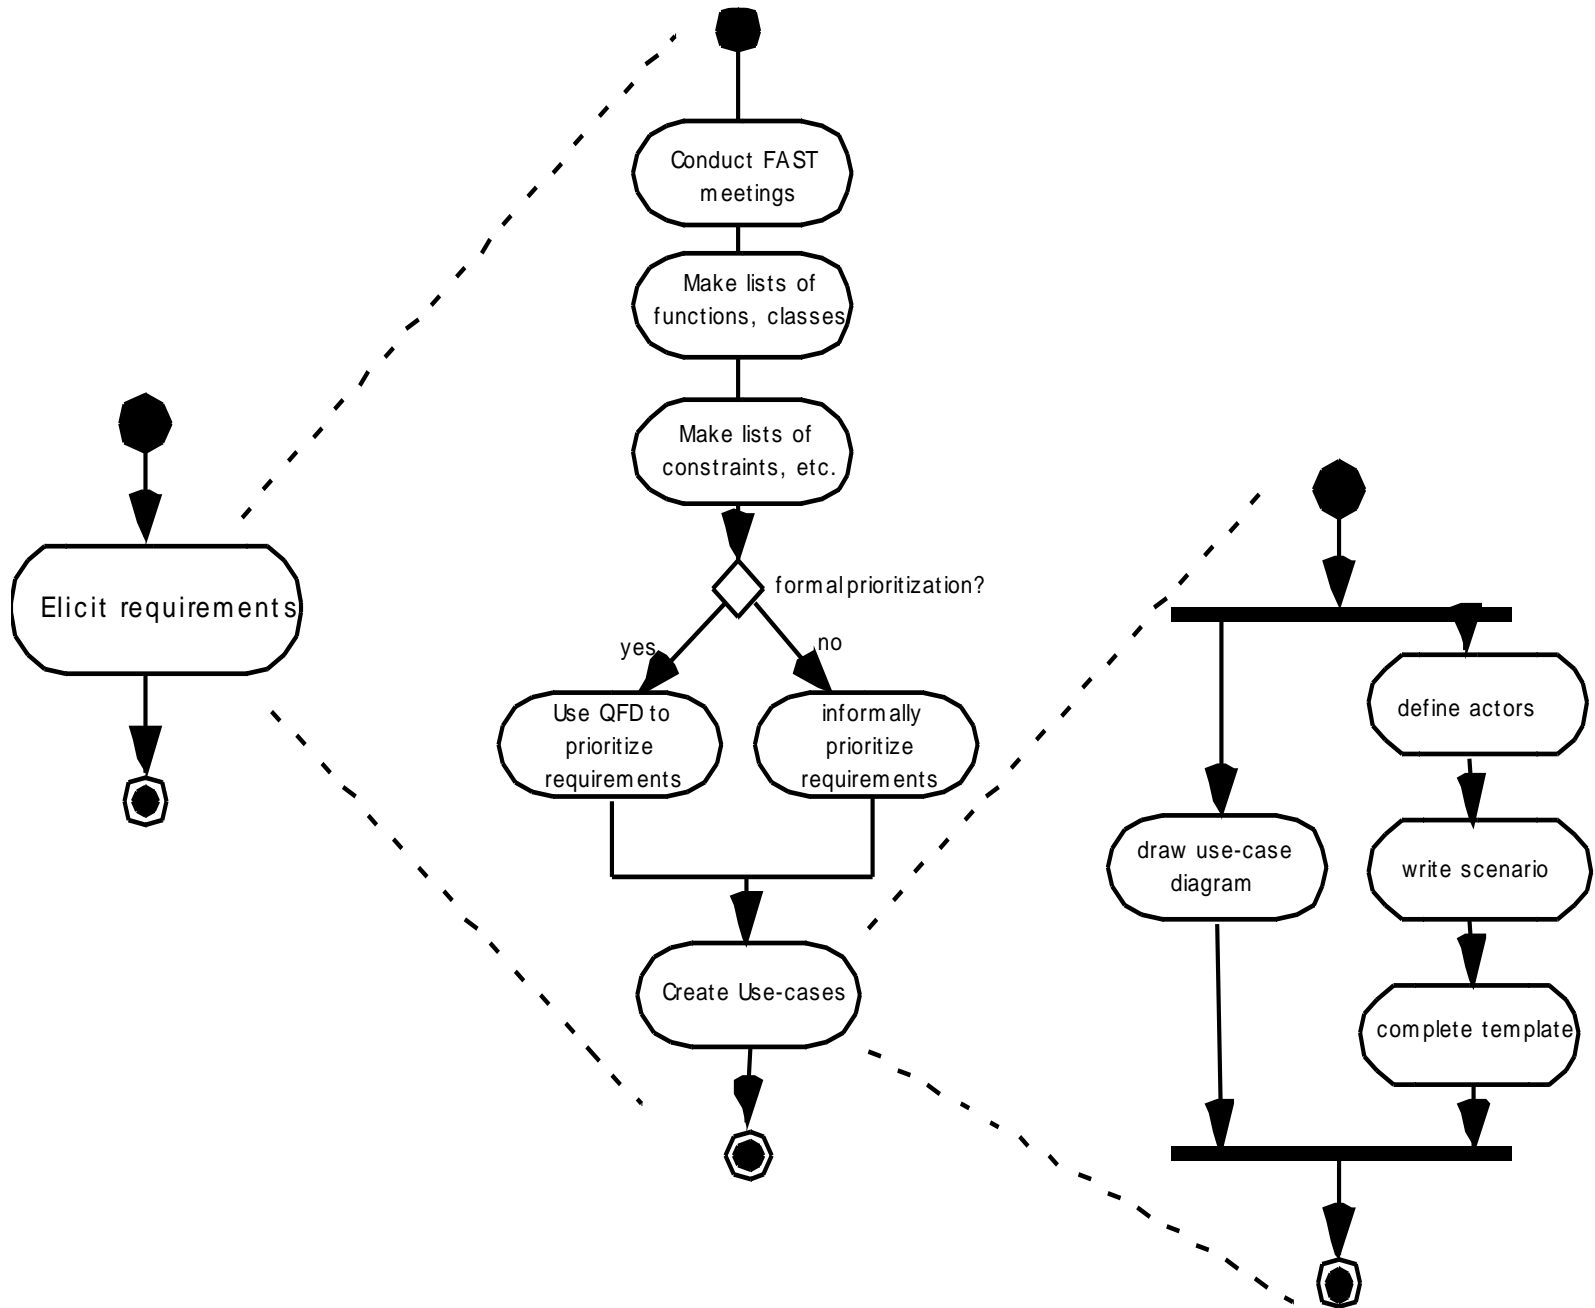 Elicit requirements
Conduct FAST
meetings
Make lists of
functions, classes
Make lists of
constraints, etc.
formal prioritization?
yes
no
Use QFD to
prioritize
requirements
informally
prioritize
requirements
Create Use-cases
draw use-case
diagram
define actors
write scenario
complete template